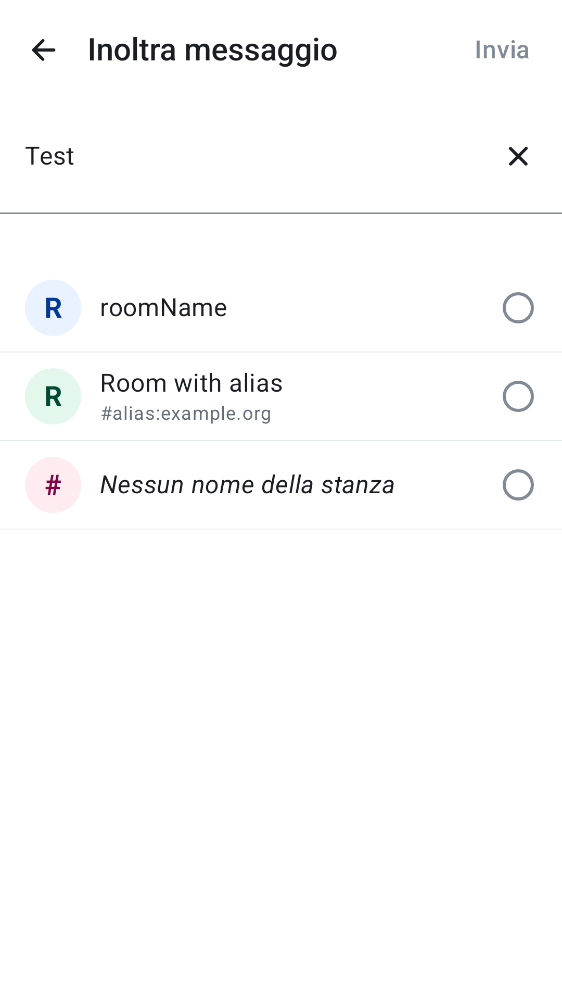 Inoltra messaggio Invia
Test
R roomName
R Room with alias
#alias:example.org
# Nessun nome della stanza